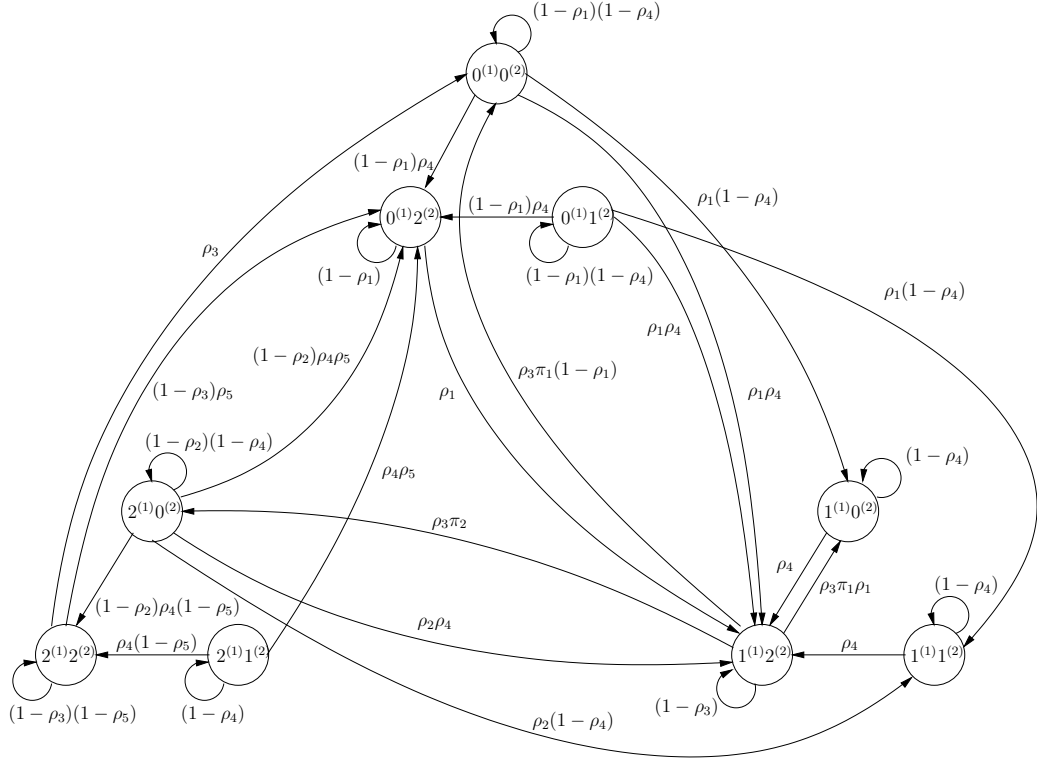 (1 − ρ₁)(1 − ρ₄)
0⁽¹⁾0⁽²⁾
(1 − ρ₁)ρ₄
ρ₁(1 − ρ₄)
0⁽¹⁾2⁽²⁾
(1 − ρ₁)ρ₄
0⁽¹⁾1⁽²⁾
ρ₃
(1 − ρ₁)
(1 − ρ₁)(1 − ρ₄)
ρ₁(1 − ρ₄)
ρ₁ρ₄
(1 − ρ₂)ρ₄ρ₅
ρ₃π₁(1 − ρ₁)
(1 − ρ₃)ρ₅
ρ₁
ρ₁ρ₄
(1 − ρ₂)(1 − ρ₄)
ρ₄ρ₅
(1 − ρ₄)
2⁽¹⁾0⁽²⁾
ρ₃π₂
1⁽¹⁾0⁽²⁾
ρ₄
ρ₃π₁ρ₁
(1 − ρ₄)
(1 − ρ₂)ρ₄(1 − ρ₅)
ρ₂ρ₄
2⁽¹⁾2⁽²⁾
ρ₄(1 − ρ₅)
2⁽¹⁾1⁽²⁾
1⁽¹⁾2⁽²⁾
ρ₄
1⁽¹⁾1⁽²⁾
(1 − ρ₃)(1 − ρ₅)
(1 − ρ₄)
ρ₂(1 − ρ₄)
(1 − ρ₃)